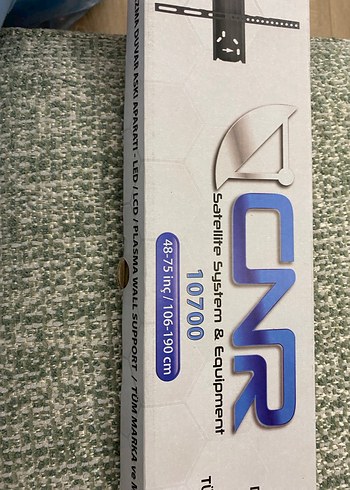 CNR
Satellite System & Equipment
10700
48-75 inç / 106-190 cm
DUVAR ASKI APARATI - LED / LCD / PLASMA WALL SUPPORT / TÜM MARKA ve